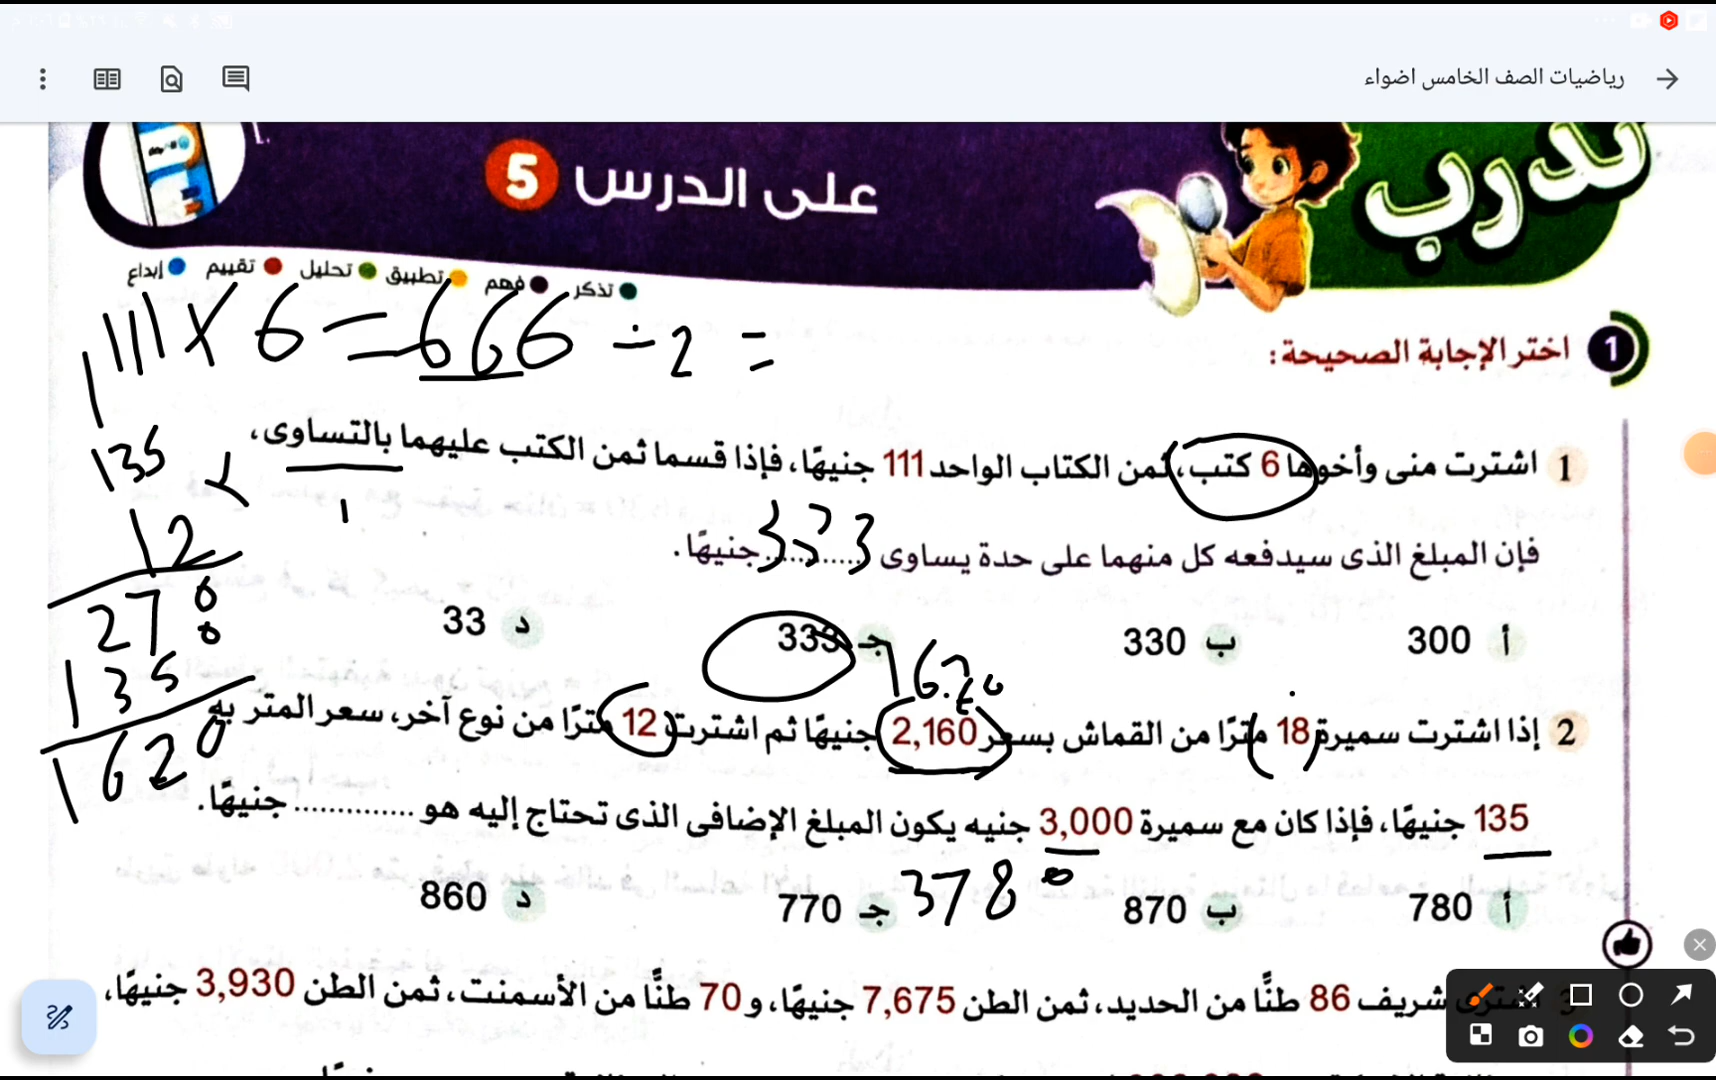 رياضيات الصف الخامس اضواء
تدرب
على الدرس 5
تذكر فهم تطبيق تحليل تقييم إبداع
111 X 6 = 666 ÷ 2 =
1 اختر الإجابة الصحيحة:
1 اشترت منى وأخوها 6 كتب، ثمن الكتاب الواحد 111 جنيهًا، فإذا قسما ثمن الكتب عليهما بالتساوى،
فإن المبلغ الذى سيدفعه كل منهما على حدة يساوى 333 جنيهًا.
أ 300 ب 330 جـ 333 د 33
1620
2 إذا اشترت سميرة 18 مترًا من القماش بسعر 2,160 جنيهًا ثم اشترت 12 مترًا من نوع آخر، سعر المتر به
135 جنيهًا، فإذا كان مع سميرة 3,000 جنيه يكون المبلغ الإضافى الذى تحتاج إليه هو ............. جنيهًا.
3780
أ 780 ب 870 جـ 770 د 860
135
12
270
135
1620
شريف 86 طنًّا من الحديد، ثمن الطن 7,675 جنيهًا، و 70 طنًّا من الأسمنت، ثمن الطن 3,930 جنيهًا،